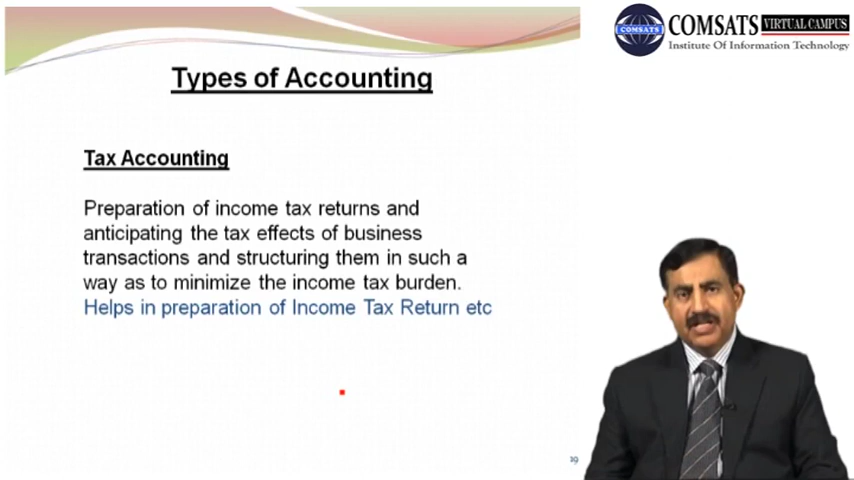 COMSATS VIRTUAL CAMPUS
Institute Of Information Technology
COMSATS
Types of Accounting
Tax Accounting
Preparation of income tax returns and
anticipating the tax effects of business
transactions and structuring them in such a
way as to minimize the income tax burden.
Helps in preparation of Income Tax Return etc
19